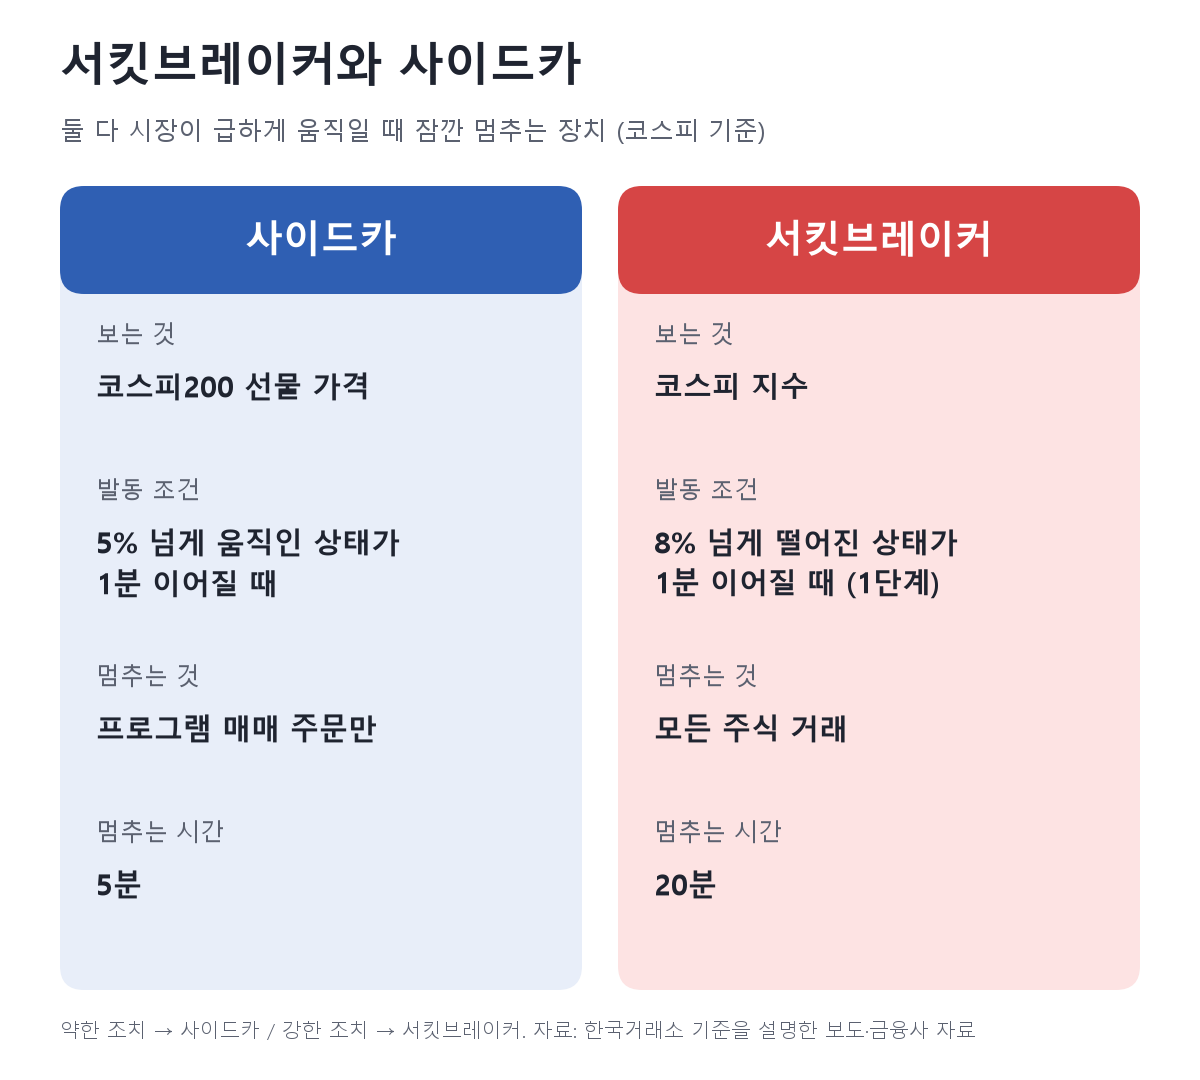 서킷브레이커와 사이드카
둘 다 시장이 급하게 움직일 때 잠깐 멈추는 장치 (코스피 기준)
사이드카
보는 것
코스피200 선물 가격
발동 조건
5% 넘게 움직인 상태가
1분 이어질 때
멈추는 것
프로그램 매매 주문만
멈추는 시간
5분
서킷브레이커
보는 것
코스피 지수
발동 조건
8% 넘게 떨어진 상태가
1분 이어질 때 (1단계)
멈추는 것
모든 주식 거래
멈추는 시간
20분
약한 조치 → 사이드카 / 강한 조치 → 서킷브레이커. 자료: 한국거래소 기준을 설명한 보도·금융사 자료